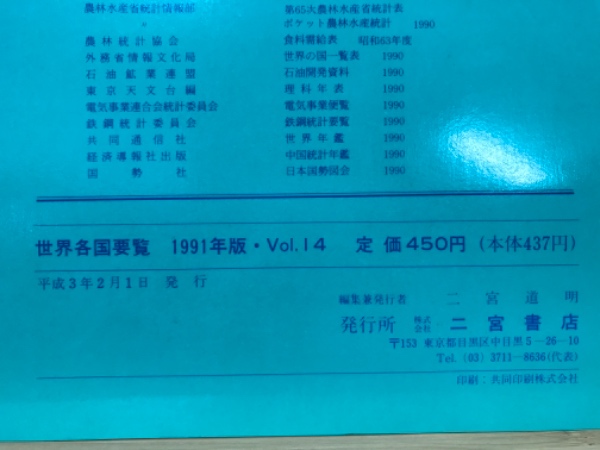 農林水産省統計情報部 第65次農林水産省統計表
〃 ポケット農林水産統計 1990
農林統計協会 食料需給表 昭和63年度
外務省情報文化局 世界の国一覧表 1990
石油鉱業連盟 石油開発資料 1990
東京天文台編 理科年表 1990
電気事業連合会統計委員会 電気事業便覧 1990
鉄鋼統計委員会 鉄鋼統計要覧 1990
共同通信社 世界年鑑 1990
経済導報社出版 中国統計年鑑 1990
国勢社 日本国勢図会 1990
世界各国要覧 1991年版・Vol.14 定価450円(本体437円)
平成3年2月1日 発行
編集兼発行者 二宮道明
発行所 株式会社 二宮書店
〒153 東京都目黒区中目黒5-26-10
Tel. (03) 3711-8636(代表)
印刷:共同印刷株式会社